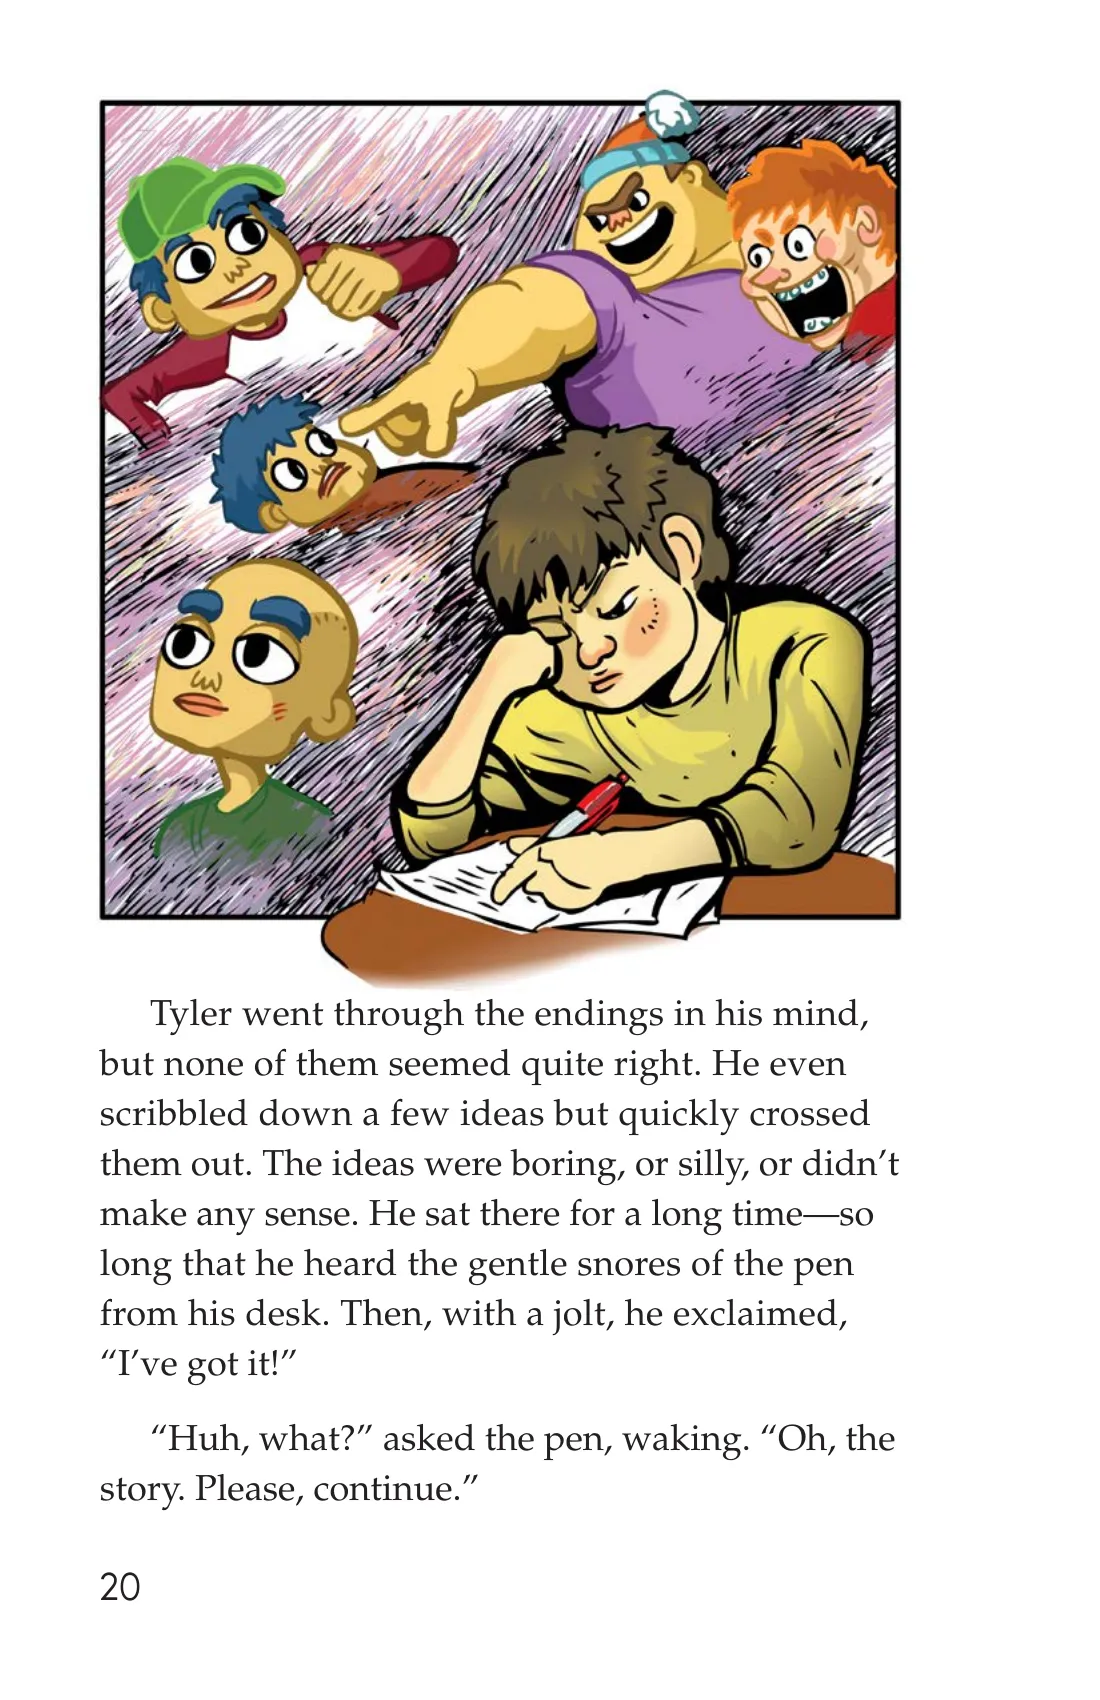 Tyler went through the endings in his mind,
but none of them seemed quite right. He even
scribbled down a few ideas but quickly crossed
them out. The ideas were boring, or silly, or didn’t
make any sense. He sat there for a long time—so
long that he heard the gentle snores of the pen
from his desk. Then, with a jolt, he exclaimed,
“I’ve got it!”
“Huh, what?” asked the pen, waking. “Oh, the
story. Please, continue.”
20